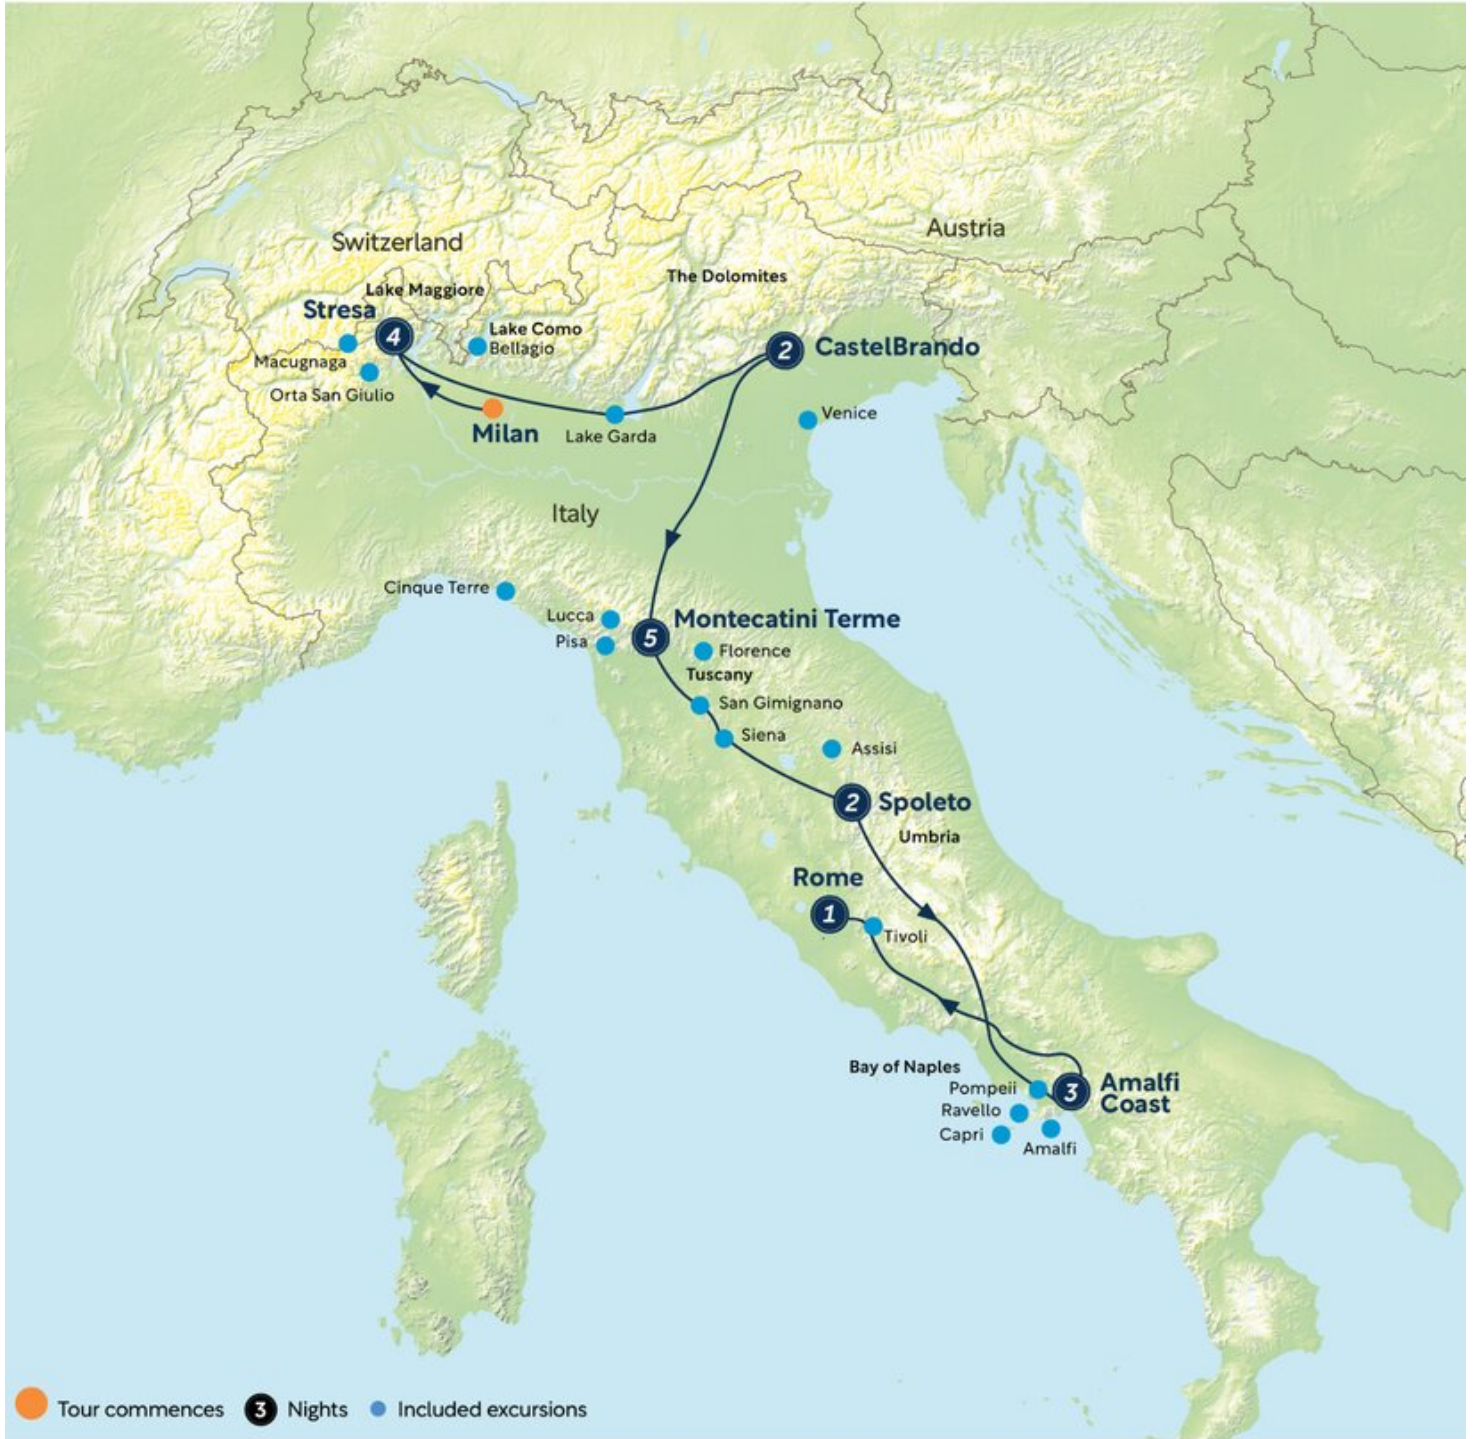 Switzerland
Austria
The Dolomites
Lake Maggiore
Stresa
4
Lake Como
Bellagio
2
CastelBrando
Macugnaga
Orta San Giulio
Milan
Lake Garda
Venice
Italy
Cinque Terre
Lucca
Pisa
5
Montecatini Terme
Florence
Tuscany
San Gimignano
Siena
Assisi
2
Spoleto
Umbria
Rome
1
Tivoli
Bay of Naples
Pompeii
Ravello
Capri
Amalfi
3
Amalfi
Coast
Tour commences
3
Nights
Included excursions